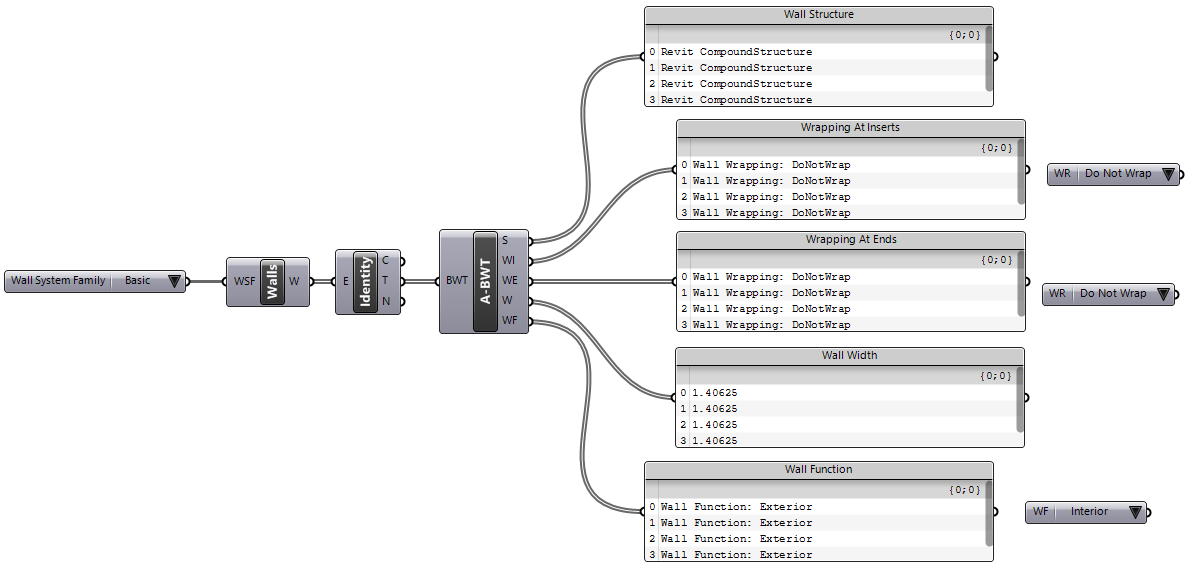 Wall Structure
{0;0}
0 Revit CompoundStructure
1 Revit CompoundStructure
2 Revit CompoundStructure
3 Revit CompoundStructure
Wrapping At Inserts
{0;0}
0 Wall Wrapping: DoNotWrap
1 Wall Wrapping: DoNotWrap
2 Wall Wrapping: DoNotWrap
3 Wall Wrapping: DoNotWrap
WR Do Not Wrap
Wall System Family Basic
WSF Walls W
E Identity C T N
BWT A-BWT S WI WE W WF
Wrapping At Ends
{0;0}
0 Wall Wrapping: DoNotWrap
1 Wall Wrapping: DoNotWrap
2 Wall Wrapping: DoNotWrap
3 Wall Wrapping: DoNotWrap
WR Do Not Wrap
Wall Width
{0;0}
0 1.40625
1 1.40625
2 1.40625
3 1.40625
Wall Function
{0;0}
0 Wall Function: Exterior
1 Wall Function: Exterior
2 Wall Function: Exterior
3 Wall Function: Exterior
WF Interior